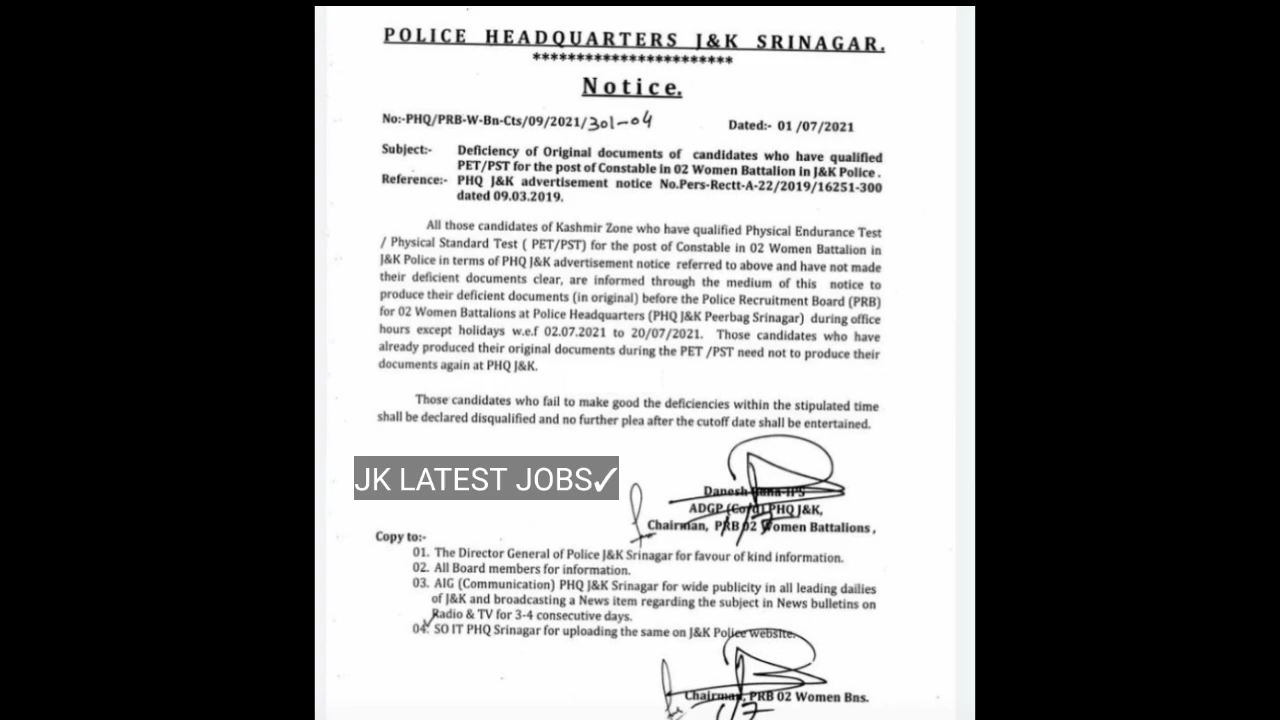 POLICE HEADQUARTERS J&K SRINAGAR.
***********************
Notice.
No:-PHQ/PRB-W-Bn-Cts/09/2021/301-04 Dated:- 01/07/2021
Subject:- Deficiency of Original documents of candidates who have qualified
PET/PST for the post of Constable in 02 Women Battalion in J&K Police.
Reference:- PHQ J&K advertisement notice No.Pers-Rectt-A-22/2019/16251-300
dated 09.03.2019.
All those candidates of Kashmir Zone who have qualified Physical Endurance Test
/ Physical Standard Test ( PET/PST) for the post of Constable in 02 Women Battalion in
J&K Police in terms of PHQ J&K advertisement notice referred to above and have not made
their deficient documents clear, are informed through the medium of this notice to
produce their deficient documents (in original) before the Police Recruitment Board (PRB)
for 02 Women Battalions at Police Headquarters (PHQ J&K Peerbag Srinagar) during office
hours except holidays w.e.f 02.07.2021 to 20/07/2021. Those candidates who have
already produced their original documents during the PET /PST need not to produce their
documents again at PHQ J&K.
Those candidates who fail to make good the deficiencies within the stipulated time
shall be declared disqualified and no further plea after the cutoff date shall be entertained.
JK LATEST JOBS✓
Danesh Rana-IPS
ADGP (Cord) PHQ J&K,
Chairman, PRB 02 Women Battalions,
Copy to:-
01. The Director General of Police J&K Srinagar for favour of kind information.
02. All Board members for information.
03. AIG (Communication) PHQ J&K Srinagar for wide publicity in all leading dailies
of J&K and broadcasting a News item regarding the subject in News bulletins on
Radio & TV for 3-4 consecutive days.
04. SO IT PHQ Srinagar for uploading the same on J&K Police website.
Chairman, PRB 02 Women Bns.